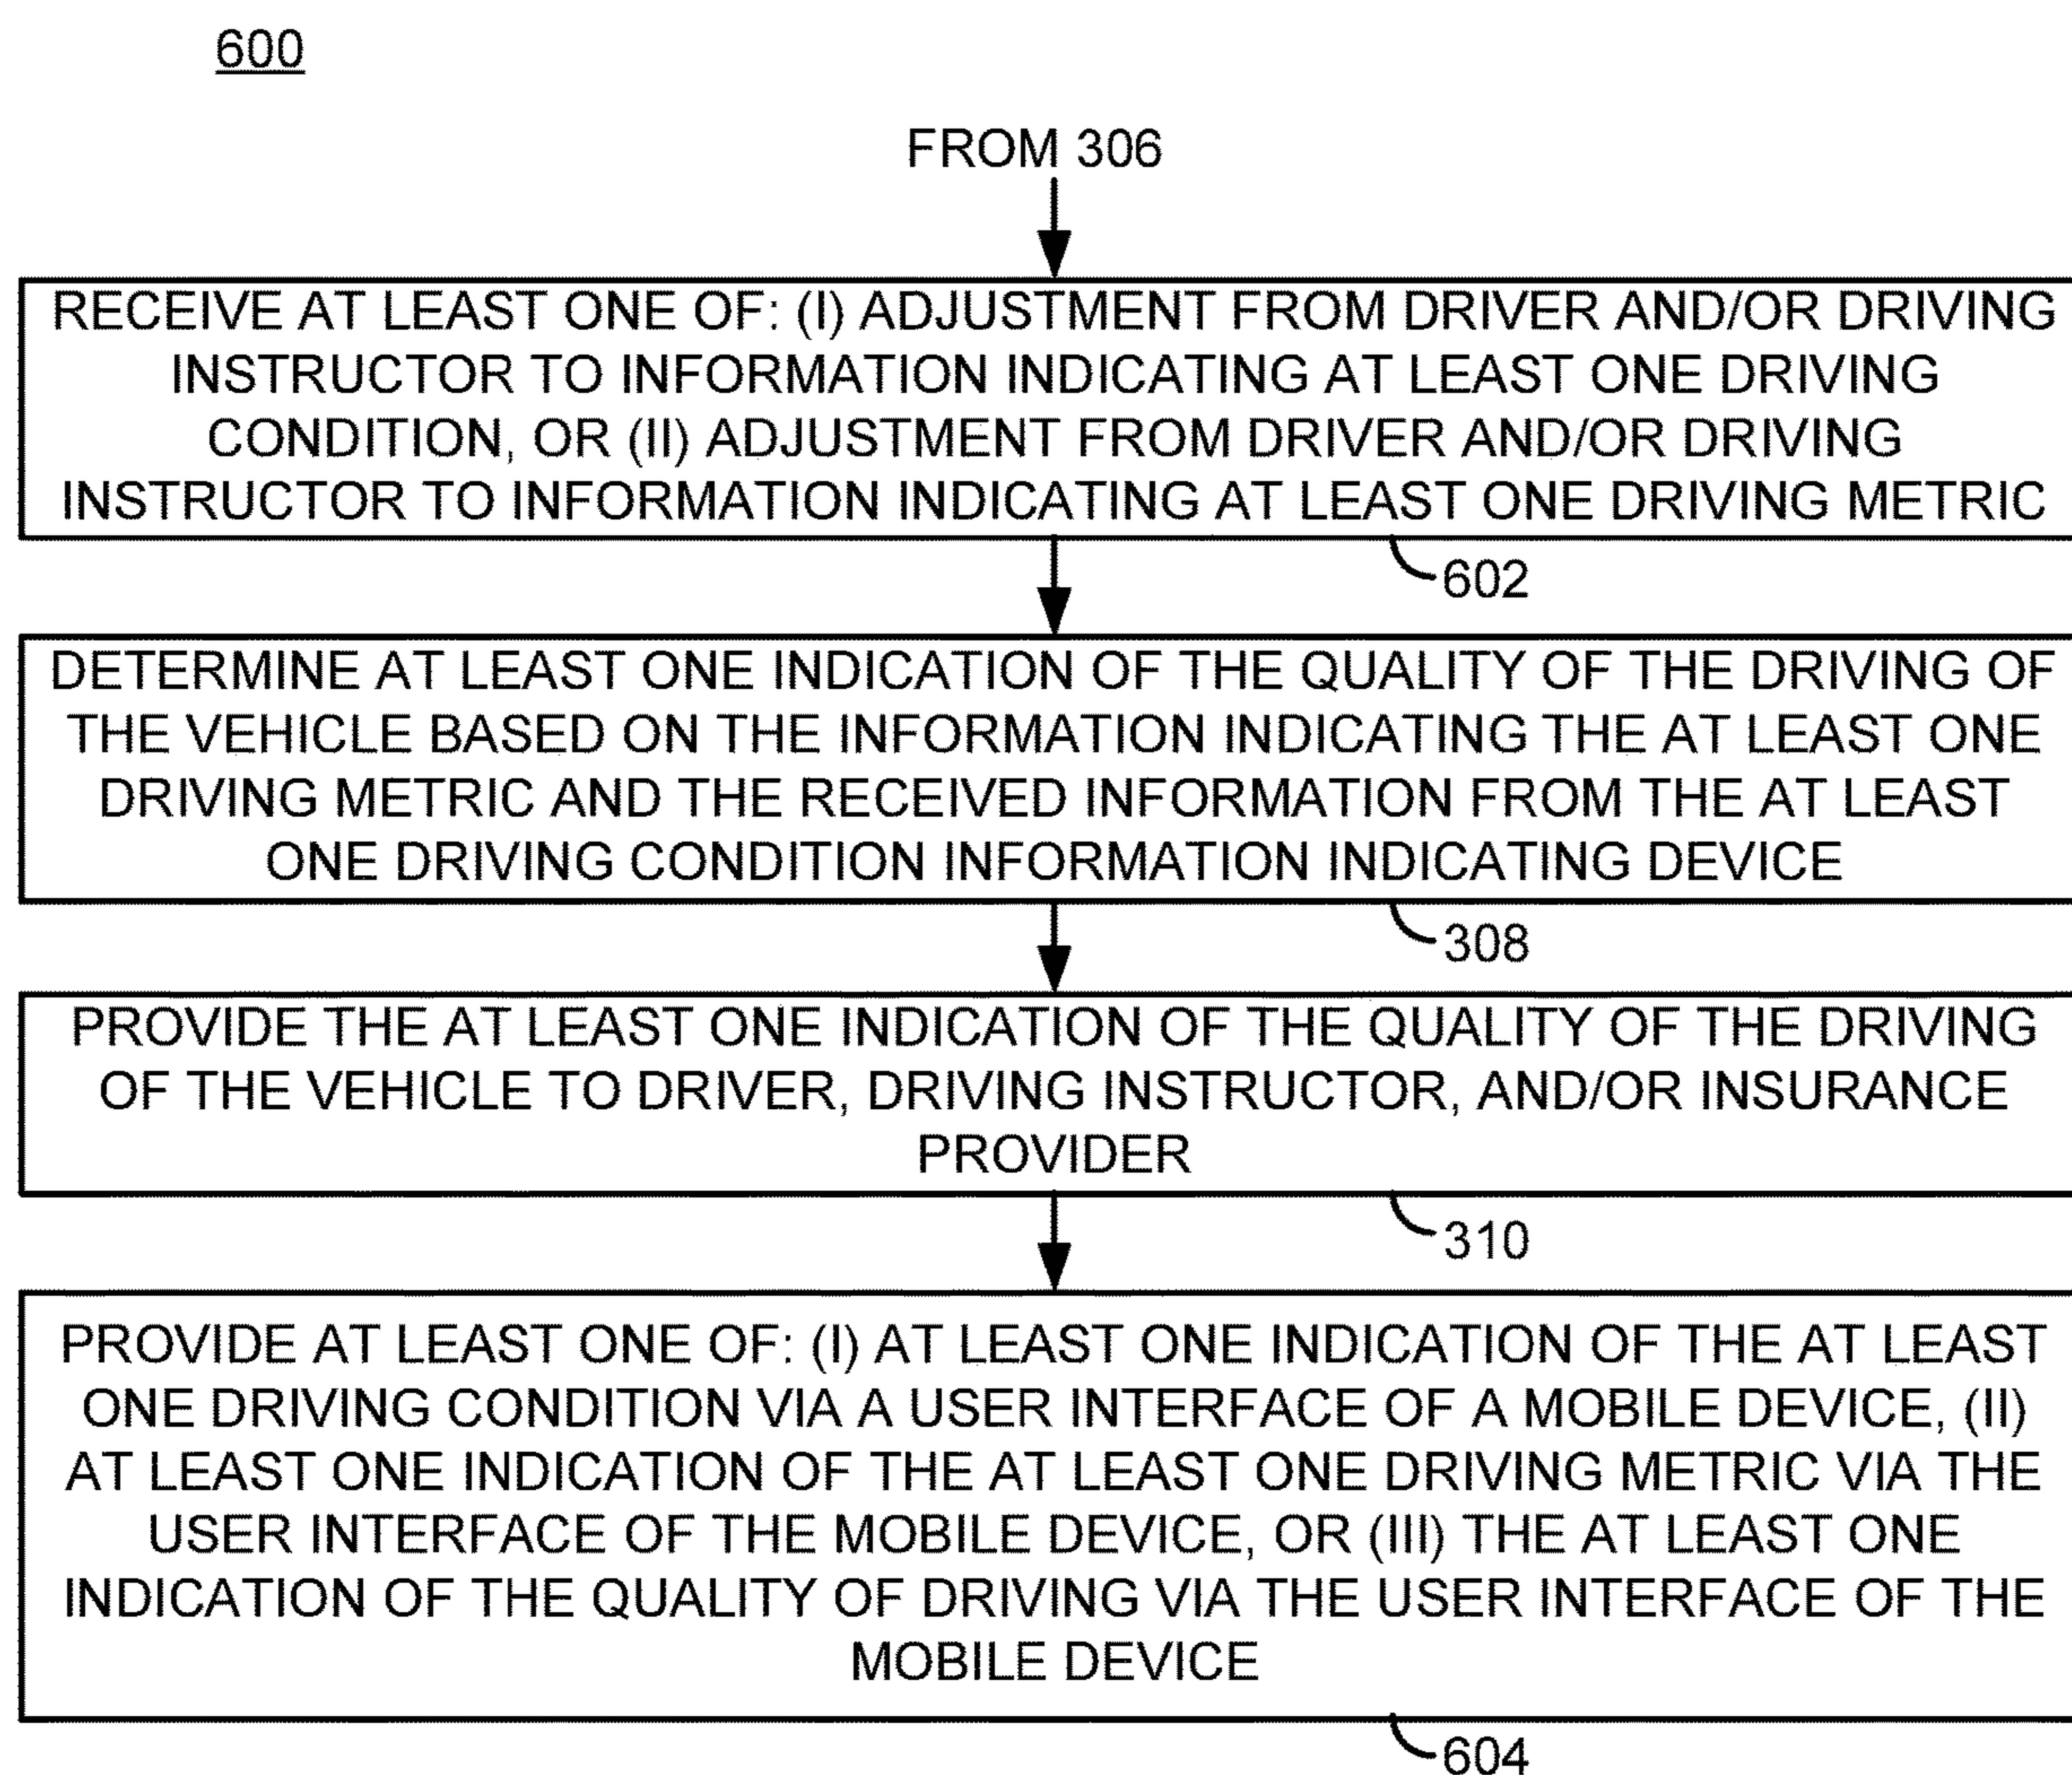 600
FROM 306
RECEIVE AT LEAST ONE OF: (I) ADJUSTMENT FROM DRIVER AND/OR DRIVING
INSTRUCTOR TO INFORMATION INDICATING AT LEAST ONE DRIVING
CONDITION, OR (II) ADJUSTMENT FROM DRIVER AND/OR DRIVING
INSTRUCTOR TO INFORMATION INDICATING AT LEAST ONE DRIVING METRIC
602
DETERMINE AT LEAST ONE INDICATION OF THE QUALITY OF THE DRIVING OF
THE VEHICLE BASED ON THE INFORMATION INDICATING THE AT LEAST ONE
DRIVING METRIC AND THE RECEIVED INFORMATION FROM THE AT LEAST
ONE DRIVING CONDITION INFORMATION INDICATING DEVICE
308
PROVIDE THE AT LEAST ONE INDICATION OF THE QUALITY OF THE DRIVING
OF THE VEHICLE TO DRIVER, DRIVING INSTRUCTOR, AND/OR INSURANCE
PROVIDER
310
PROVIDE AT LEAST ONE OF: (I) AT LEAST ONE INDICATION OF THE AT LEAST
ONE DRIVING CONDITION VIA A USER INTERFACE OF A MOBILE DEVICE, (II)
AT LEAST ONE INDICATION OF THE AT LEAST ONE DRIVING METRIC VIA THE
USER INTERFACE OF THE MOBILE DEVICE, OR (III) THE AT LEAST ONE
INDICATION OF THE QUALITY OF DRIVING VIA THE USER INTERFACE OF THE
MOBILE DEVICE
604